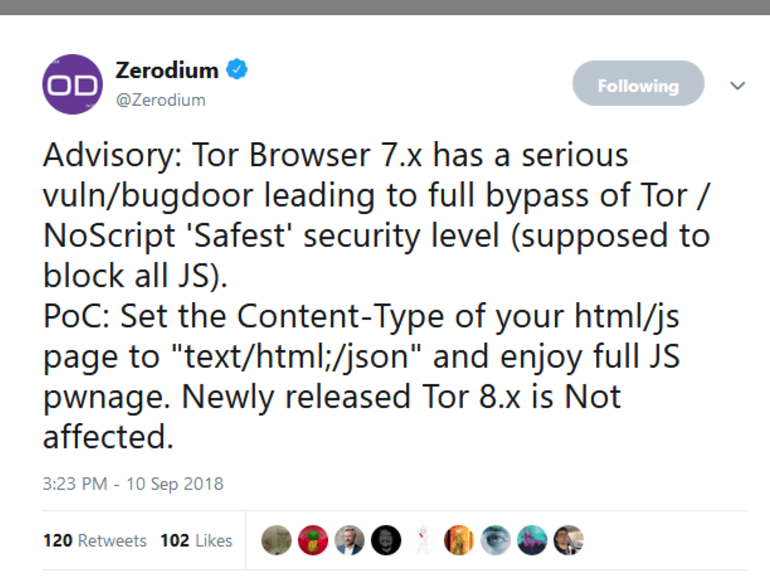 OD
Zerodium
@Zerodium
Following
Advisory: Tor Browser 7.x has a serious
vuln/bugdoor leading to full bypass of Tor /
NoScript 'Safest' security level (supposed to
block all JS).
PoC: Set the Content-Type of your html/js
page to "text/html;/json" and enjoy full JS
pwnage. Newly released Tor 8.x is Not
affected.
3:23 PM - 10 Sep 2018
120 Retweets 102 Likes